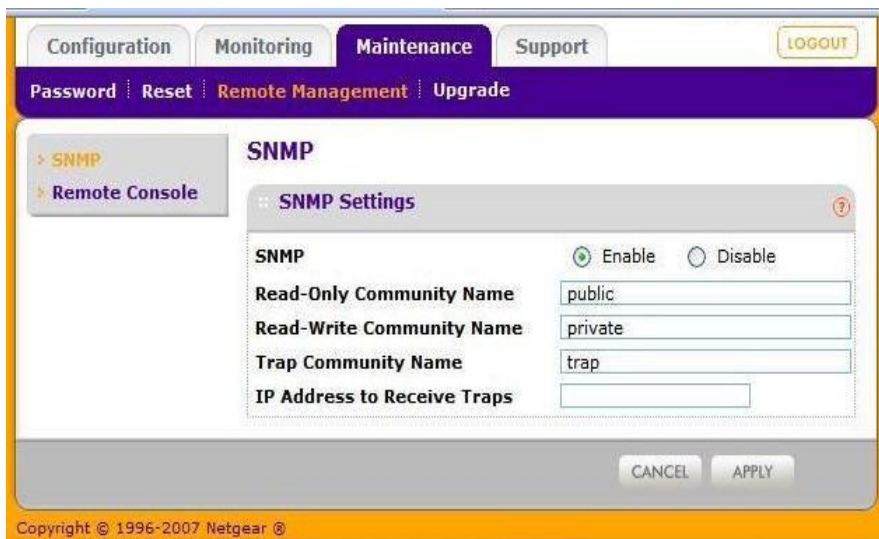 Configuration Monitoring Maintenance Support LOGOUT
Password Reset Remote Management Upgrade
SNMP
Remote Console
SNMP
SNMP Settings ?
SNMP Enable Disable
Read-Only Community Name public
Read-Write Community Name private
Trap Community Name trap
IP Address to Receive Traps
CANCEL APPLY
Copyright © 1996-2007 Netgear ®